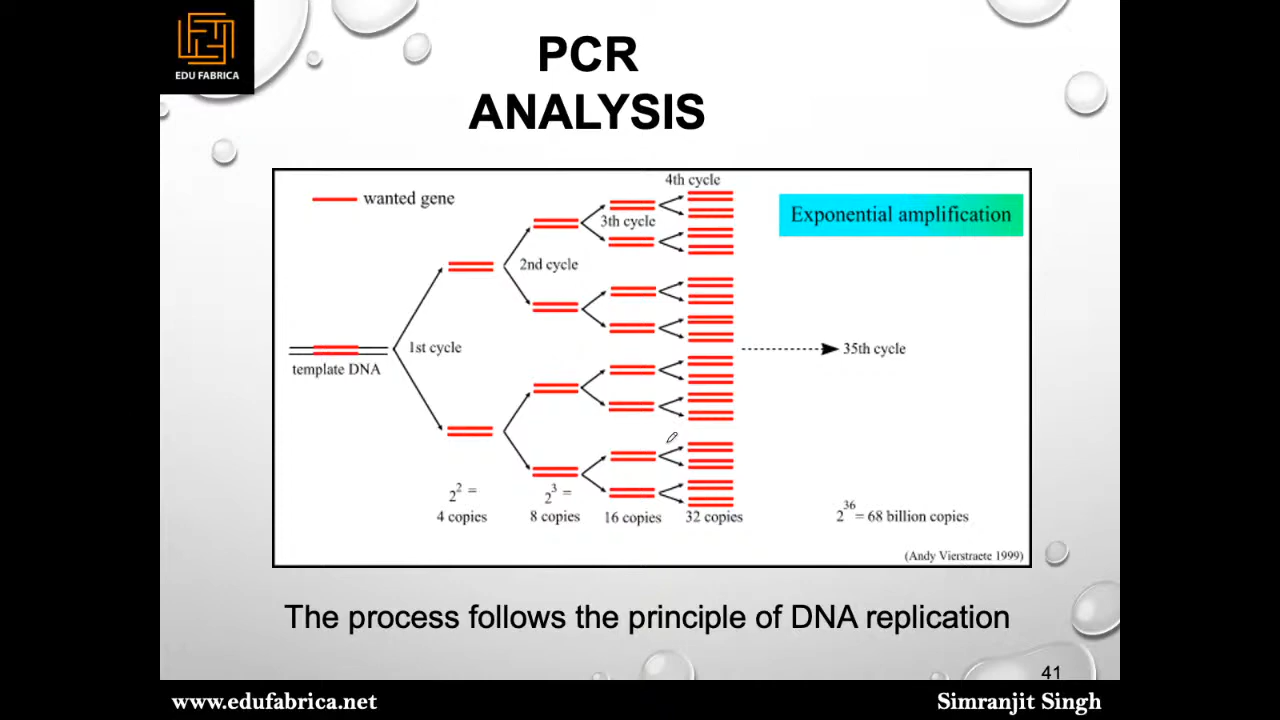 EDU FABRICA
PCR
ANALYSIS
wanted gene
4th cycle
Exponential amplification
3th cycle
2nd cycle
1st cycle
template DNA
35th cycle
2² =
4 copies
2³ =
8 copies
16 copies
32 copies
2³⁶ = 68 billion copies
(Andy Vierstraete 1999)
The process follows the principle of DNA replication
41
www.edufabrica.net
Simranjit Singh